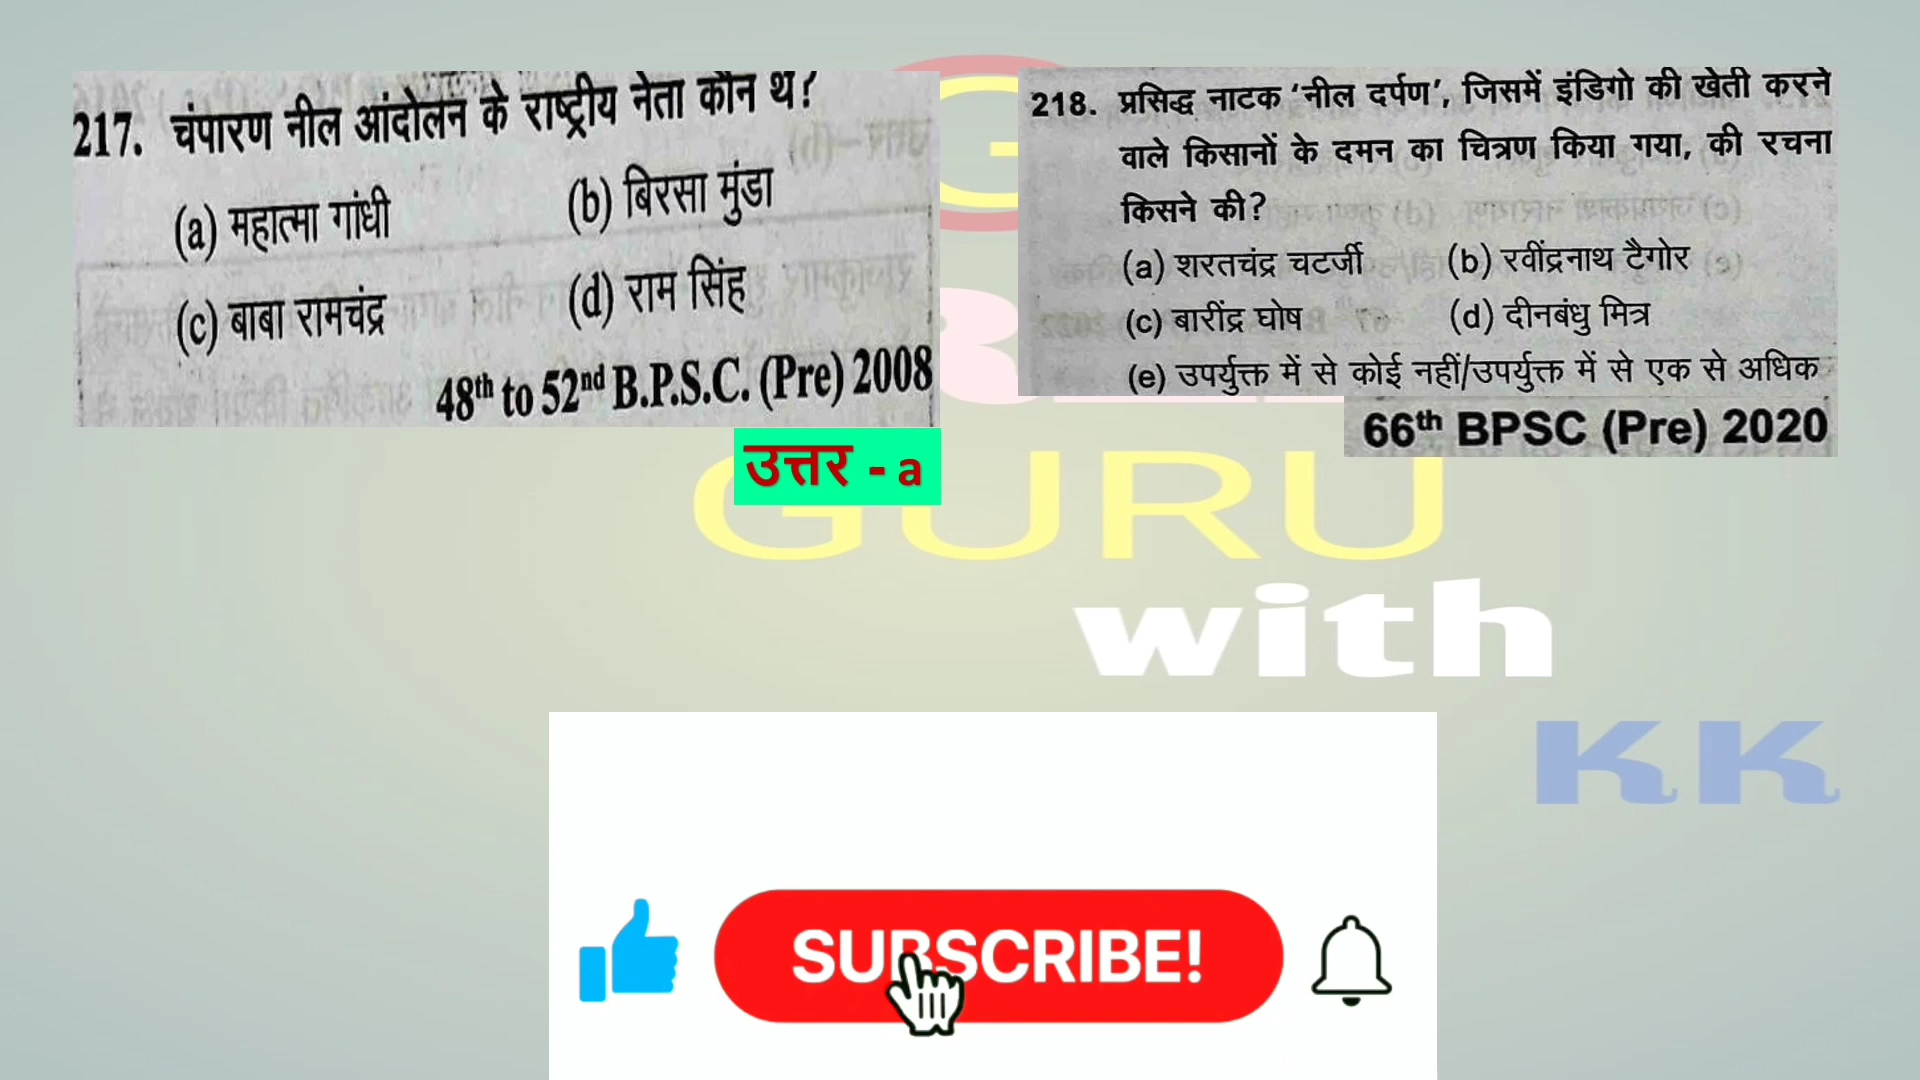 217. चंपारण नील आंदोलन के राष्ट्रीय नेता कौन थे?
(a) महात्मा गांधी (b) बिरसा मुंडा
(c) बाबा रामचंद्र (d) राम सिंह
48th to 52nd B.P.S.C. (Pre) 2008
उत्तर - a
218. प्रसिद्ध नाटक ‘नील दर्पण’, जिसमें इंडिगो की खेती करने
वाले किसानों के दमन का चित्रण किया गया, की रचना
किसने की?
(a) शरतचंद्र चटर्जी (b) रवींद्रनाथ टैगोर
(c) बारींद्र घोष (d) दीनबंधु मित्र
(e) उपर्युक्त में से कोई नहीं/उपर्युक्त में से एक से अधिक
66th BPSC (Pre) 2020
GURU
with
KK
SUBSCRIBE!